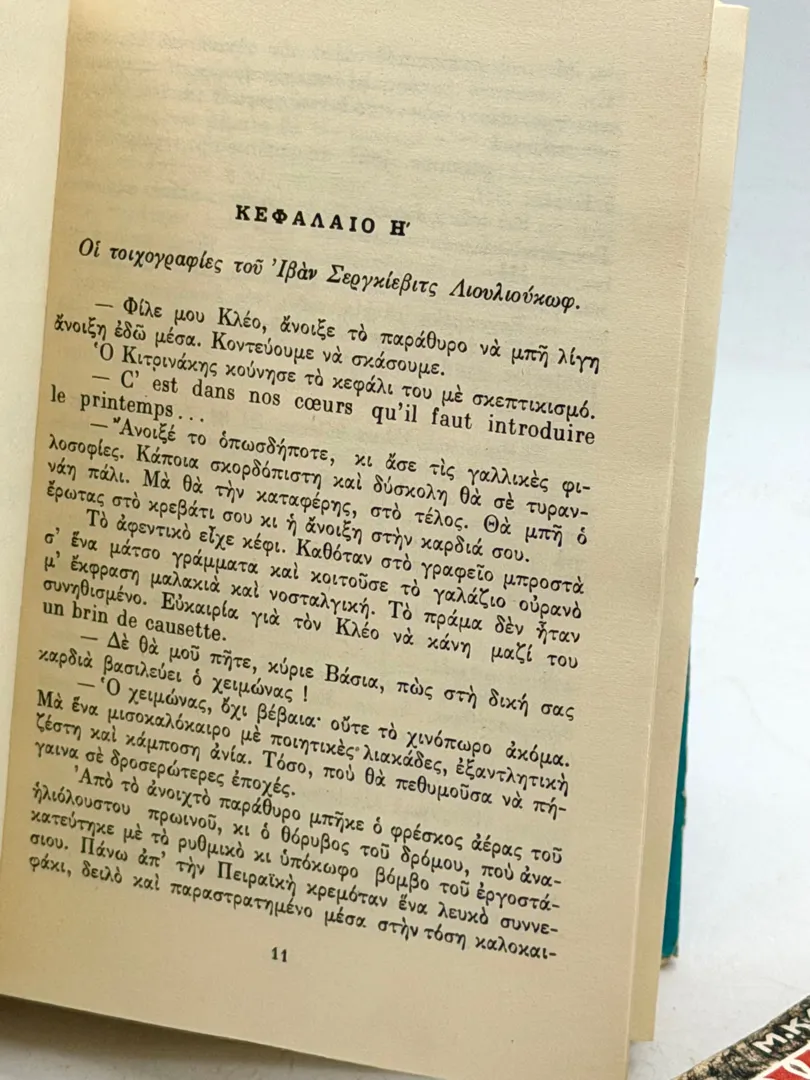 ΚΕΦΑΛΑΙΟ Η'
Οἱ τοιχογραφίες τοῦ Ἰβὰν Σεργκίεβιτς Λιουλιούκωφ.
— Φίλε μου Κλέο, ἄνοιξε τὸ παράθυρο νὰ μπῆ λίγη
ἄνοιξη ἐδῶ μέσα. Κοντεύουμε νὰ σκάσουμε.
Ὁ Κιτρινάκης κούνησε τὸ κεφάλι του μὲ σκεπτικισμό.
— C' est dans nos cœurs qu'il faut introduire
le printemps...
— Ἄνοιξέ το ὁπωσδήποτε, κι ἄσε τὶς γαλλικὲς φι-
λοσοφίες. Κάποια σκορδόπιστη καὶ δύσκολη θὰ σὲ τυραν-
νάη πάλι. Μὰ θὰ τὴν καταφέρης, στὸ τέλος. Θὰ μπῆ ὁ
ἔρωτας στὸ κρεβάτι σου κι ἡ ἄνοιξη στὴν καρδιά σου.
Τὸ ἀφεντικὸ εἶχε κέφι. Καθόταν στὸ γραφεῖο μπροστὰ
σ' ἕνα μάτσο γράμματα καὶ κοιτοῦσε τὸ γαλάζιο οὐρανὸ
μ' ἔκφραση μαλακιὰ καὶ νοσταλγική. Τὸ πράμα δὲν ἦταν
συνηθισμένο. Εὐκαιρία γιὰ τὸν Κλέο νὰ κάνη μαζί του
un brin de causette.
— Δὲ θὰ μοῦ πῆτε, κύριε Βάσια, πὼς στὴ δική σας
καρδιὰ βασιλεύει ὁ χειμώνας !
— Ὁ χειμώνας, ὄχι βέβαια· οὔτε τὸ χινόπωρο ἀκόμα.
Μὰ ἕνα μισοκαλόκαιρο μὲ ποιητικὲς λιακάδες, ἐξαντλητικὴ
ζέστη καὶ κάμποση ἀνία. Τόσο, ποὺ θὰ πεθυμοῦσα νὰ πή-
γαινα σὲ δροσερώτερες ἐποχές.
Ἀπὸ τὸ ἀνοιχτὸ παράθυρο μπῆκε ὁ φρέσκος ἀέρας τοῦ
ἡλιόλουστου πρωινοῦ, κι ὁ θόρυβος τοῦ δρόμου, ποὺ ἀνα-
κατεύτηκε μὲ τὸ ρυθμικὸ κι ὑπόκωφο βόμβο τοῦ ἐργοστά-
σιου. Πάνω ἀπ' τὴν Πειραϊκὴ κρεμόταν ἕνα λευκὸ συννε-
φάκι, δειλὸ καὶ παραστρατημένο μέσα στὴν τόση καλοκαι-
11